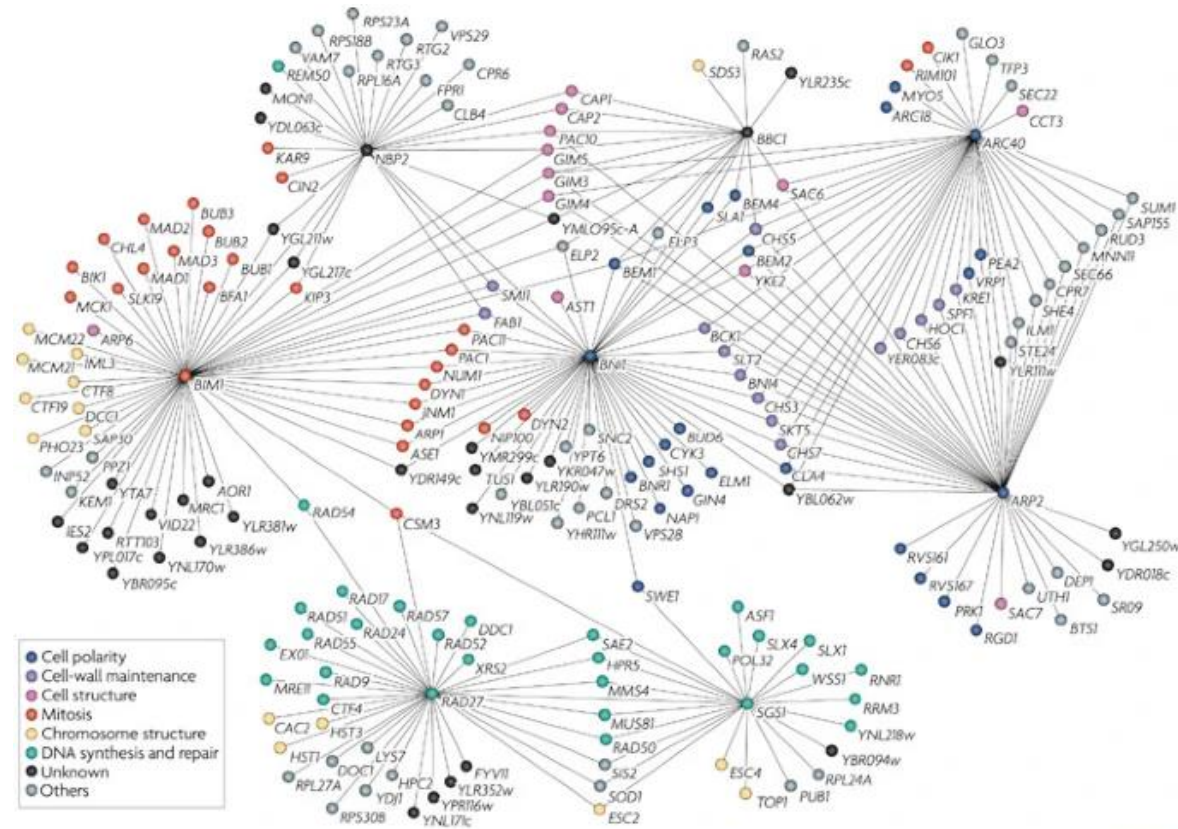 RPS23A
RPS18B
VPS29
VAM7
RTG2
REM50
RTG3
CPR6
RPL16A
MON1
FPR1
CLB4
YDL063c
KAR9
NBP2
CIN2
CAP1
CAP2
PAC10
GIM5
GIM3
GIM4
YML095c-A
ELP2
ELP3
BEM1
SDS3
RAS2
YLR235c
BBC1
SAC6
BEM4
SLA1
CHS5
BEM2
YKE2
CIK1
GLO3
RIM101
TFP3
MYO5
SEC22
ARC18
CCT3
ARC40
SUM1
SAP155
RUD3
MNN11
SEC66
CPR7
SHE4
ILM1
STE24
YLR111w
PEA2
VRP1
KRE1
SPF1
HOC1
CHS6
YER083c
BUB3
MAD2
BUB2
YGL211w
CHL4
MAD3
BUB1
YGL217c
BIK1
MAD1
KIP3
MCK1
SLK19
BFA1
MCM22
ARP6
MCM21
IML3
BIM1
CTF8
CTF19
DCC1
PHO23
SAP30
INP52
PPZ1
KEM1
YTA7
AOR1
MRC1
IES2
VID22
YLR381w
RTT103
YPL017c
YLR386w
YNL170w
YBR095c
SMI1
FAB1
AST1
PAC11
PAC1
NUM1
DYN1
JNM1
ARP1
ASE1
YDR149c
BNI1
BCK1
SLT2
BNI4
CHS3
SKT5
CHS7
CLA4
YBL062w
DYN2
NIP100
SNC2
BUD6
YMR299c
YPT6
CYK3
YKR047w
SHS1
TUS1
YLR190w
BNR1
ELM1
YBL051c
DRS2
GIN4
YNL119w
PCL1
NAP1
YHR111w
VPS28
RAD54
CSM3
SWE1
ARP2
YGL250w
RVS161
YDR018c
RVS167
DEP1
UTH1
SR09
PRK1
SAC7
BTS1
RGD1
RAD17
RAD51
RAD57
DDC1
RAD24
RAD55
RAD52
EX01
XRS2
RAD9
MRE11
RAD27
CTF4
CAC2
HST3
HST1
LYS7
DOC1
FYV11
RPL27A
HPC2
YLR352w
YDJ1
YPR116w
RPS30B
YNL171c
SAE2
HPR5
MMS4
MUS81
RAD50
SIS2
SOD1
ESC2
ASF1
SLX4
SLX1
POL32
WSS1
RNR1
SGS1
RRM3
YNL218w
YBR094w
ESC4
RPL24A
TOP1
PUB1
Cell polarity
Cell-wall maintenance
Cell structure
Mitosis
Chromosome structure
DNA synthesis and repair
Unknown
Others